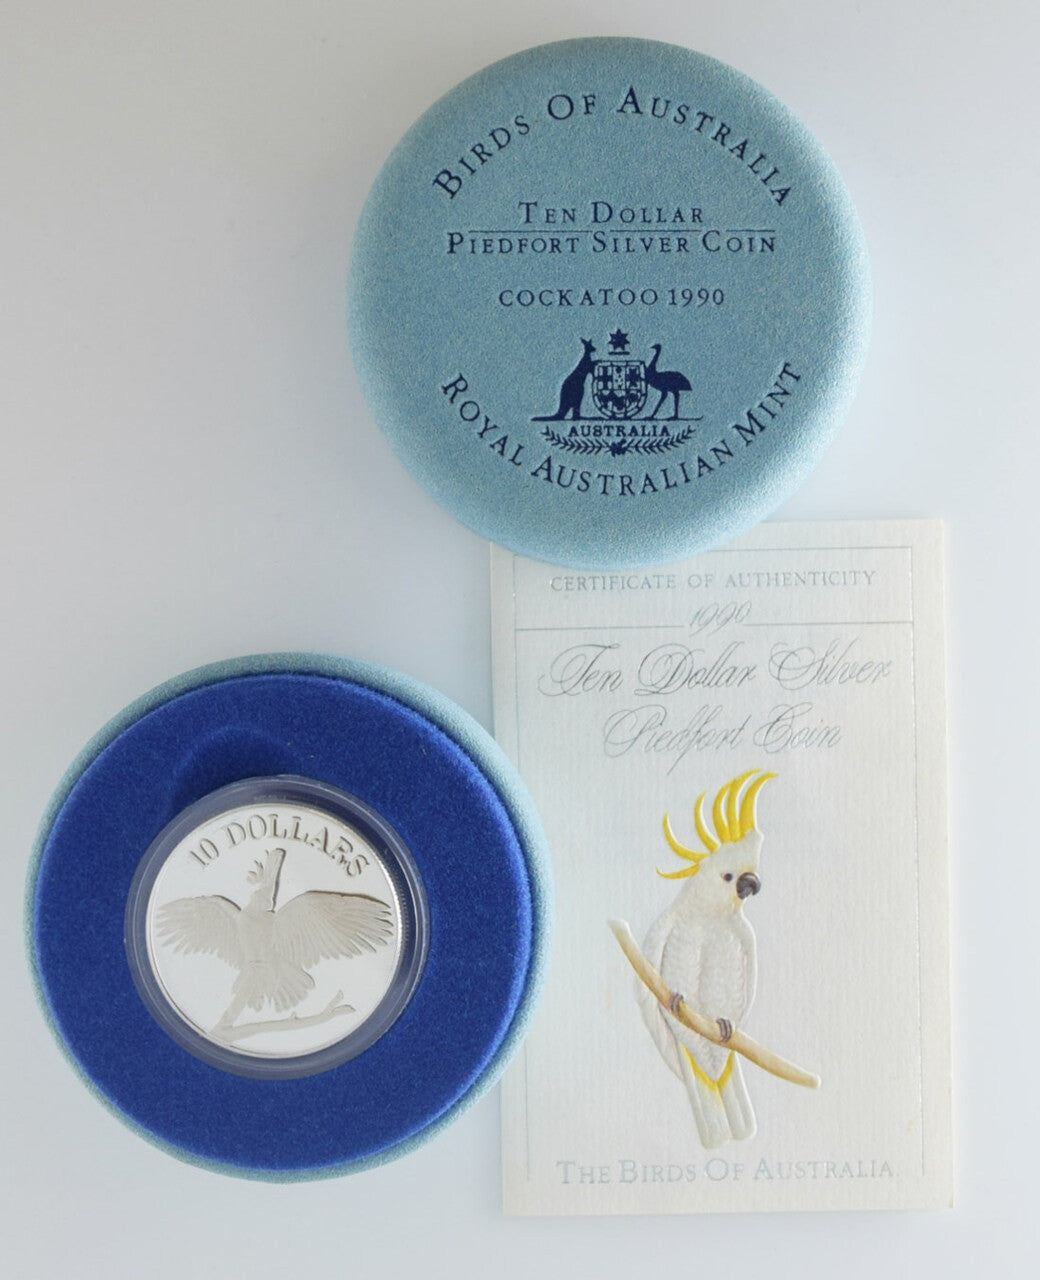 BIRDS OF AUSTRALIA
TEN DOLLAR
PIEDFORT SILVER COIN
COCKATOO 1990
AUSTRALIA
ROYAL AUSTRALIAN MINT
CERTIFICATE OF AUTHENTICITY
1990
Ten Dollar Silver
Piedfort Coin
THE BIRDS OF AUSTRALIA
10 DOLLARS